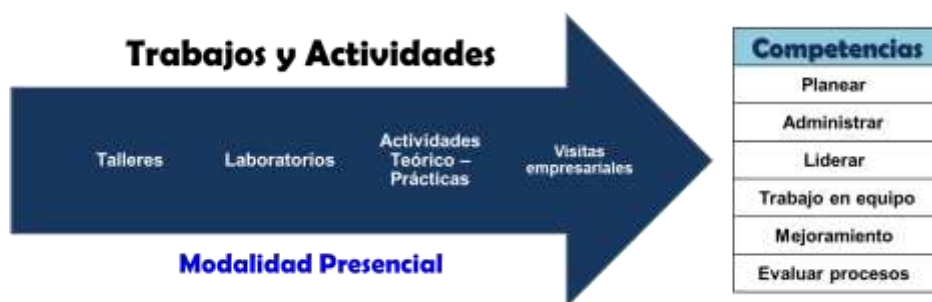 Trabajos y Actividades
Talleres
Laboratorios
Actividades
Teórico –
Prácticas
Visitas
empresariales
Modalidad Presencial
Competencias
Planear
Administrar
Liderar
Trabajo en equipo
Mejoramiento
Evaluar procesos